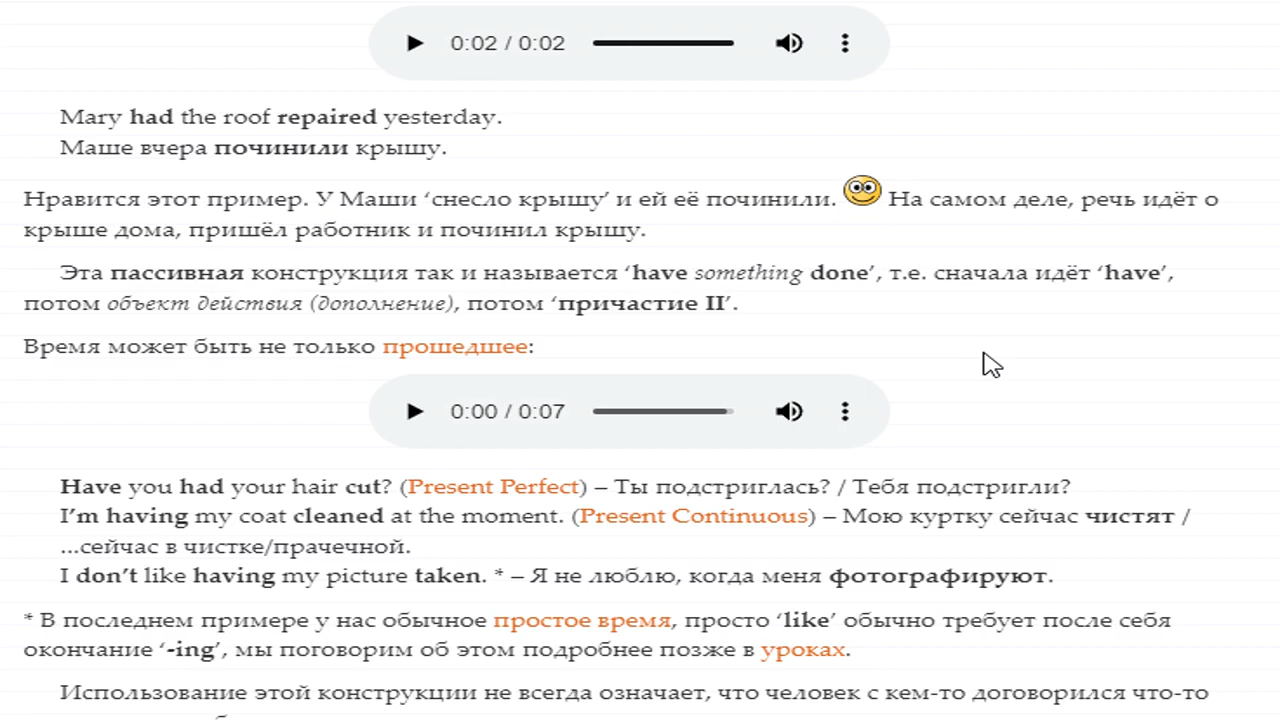 0:02 / 0:02
Mary had the roof repaired yesterday.
Маше вчера починили крышу.
Нравится этот пример. У Маши ‘снесло крышу’ и ей её починили. На самом деле, речь идёт о
крыше дома, пришёл работник и починил крышу.
Эта пассивная конструкция так и называется ‘have something done’, т.е. сначала идёт ‘have’,
потом объект действия (дополнение), потом ‘причастие II’.
Время может быть не только прошедшее:
0:00 / 0:07
Have you had your hair cut? (Present Perfect) – Ты подстриглась? / Тебя подстригли?
I’m having my coat cleaned at the moment. (Present Continuous) – Мою куртку сейчас чистят /
...сейчас в чистке/прачечной.
I don’t like having my picture taken. * – Я не люблю, когда меня фотографируют.
* В последнем примере у нас обычное простое время, просто ‘like’ обычно требует после себя
окончание ‘-ing’, мы поговорим об этом подробнее позже в уроках.
Использование этой конструкции не всегда означает, что человек с кем-то договорился что-то